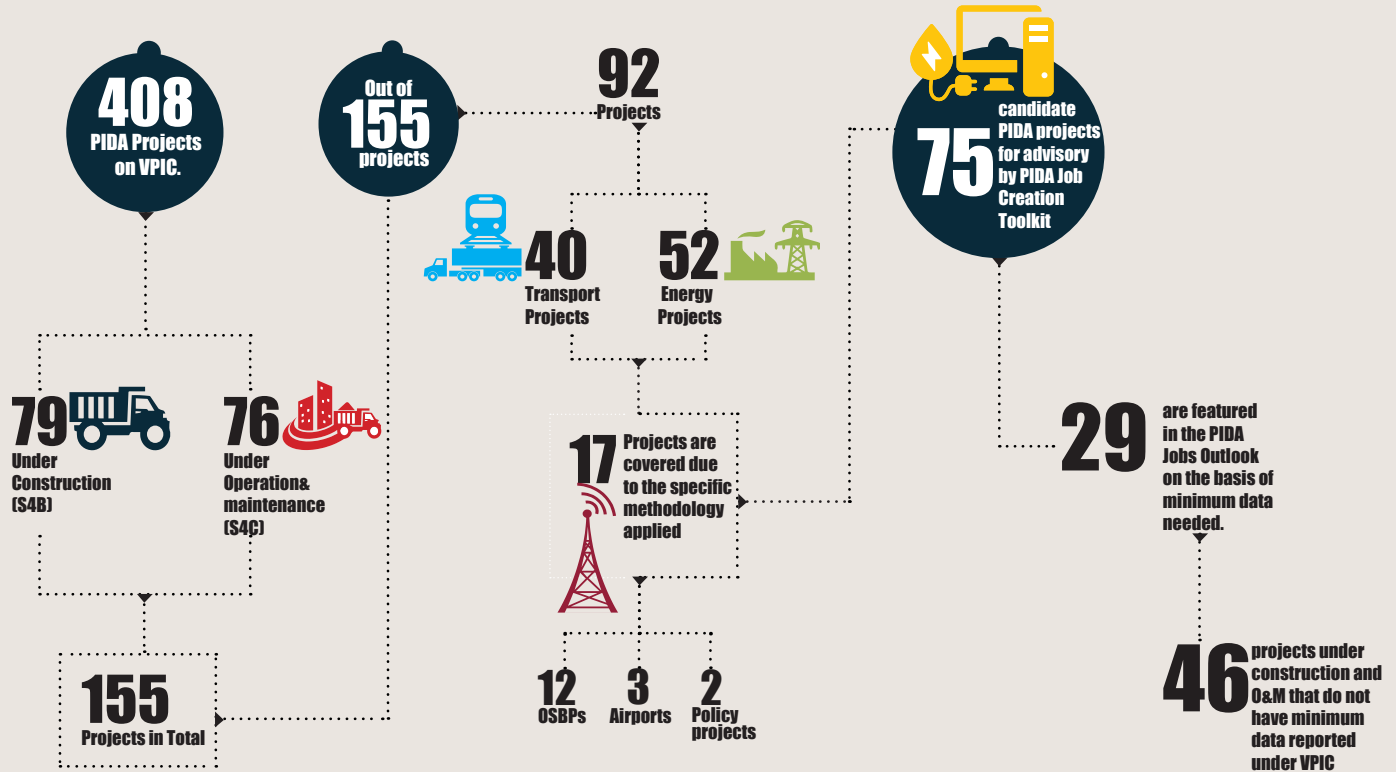 408
PIDA Projects
on VPIC.
79
Under
Construction
(S4B)
76
Under
Operation&
maintenance
(S4C)
155
Projects in Total
Out of
155
projects
92
Projects
40
Transport
Projects
52
Energy
Projects
17
Projects are
covered due
to the specific
methodology
applied
12
OSBPs
3
Airports
2
Policy
projects
75
candidate
PIDA projects
for advisory
by PIDA Job
Creation
Toolkit
29
are featured
in the PIDA
Jobs Outlook
on the basis of
minimum data
needed.
46
projects under
construction and
O&M that do not
have minimum
data reported
under VPIC